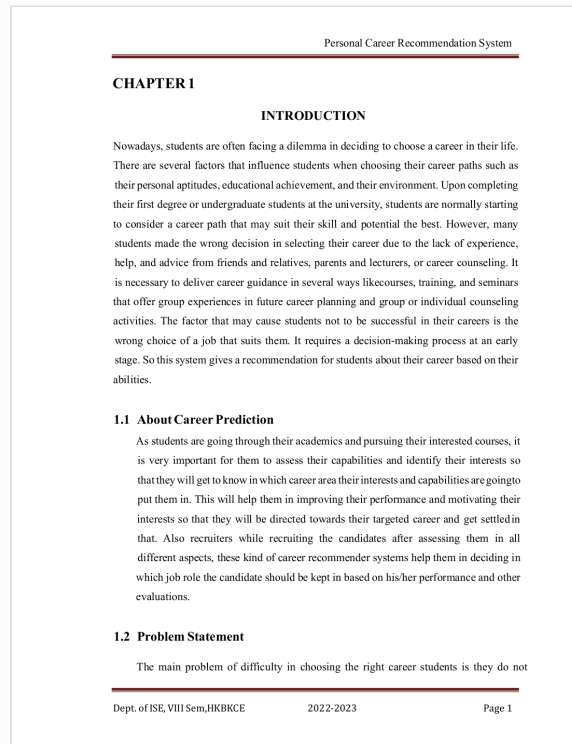 Personal Career Recommendation System
CHAPTER 1
INTRODUCTION
Nowadays, students are often facing a dilemma in deciding to choose a career in their life.
There are several factors that influence students when choosing their career paths such as
their personal aptitudes, educational achievement, and their environment. Upon completing
their first degree or undergraduate students at the university, students are normally starting
to consider a career path that may suit their skill and potential the best. However, many
students made the wrong decision in selecting their career due to the lack of experience,
help, and advice from friends and relatives, parents and lecturers, or career counseling. It
is necessary to deliver career guidance in several ways likecourses, training, and seminars
that offer group experiences in future career planning and group or individual counseling
activities. The factor that may cause students not to be successful in their careers is the
wrong choice of a job that suits them. It requires a decision-making process at an early
stage. So this system gives a recommendation for students about their career based on their
abilities.
1.1 About Career Prediction
As students are going through their academics and pursuing their interested courses, it
is very important for them to assess their capabilities and identify their interests so
that they will get to know in which career area their interests and capabilities are goingto
put them in. This will help them in improving their performance and motivating their
interests so that they will be directed towards their targeted career and get settled in
that. Also recruiters while recruiting the candidates after assessing them in all
different aspects, these kind of career recommender systems help them in deciding in
which job role the candidate should be kept in based on his/her performance and other
evaluations.
1.2 Problem Statement
The main problem of difficulty in choosing the right career students is they do not
Dept. of ISE, VIII Sem,HKBKCE 2022-2023 Page 1